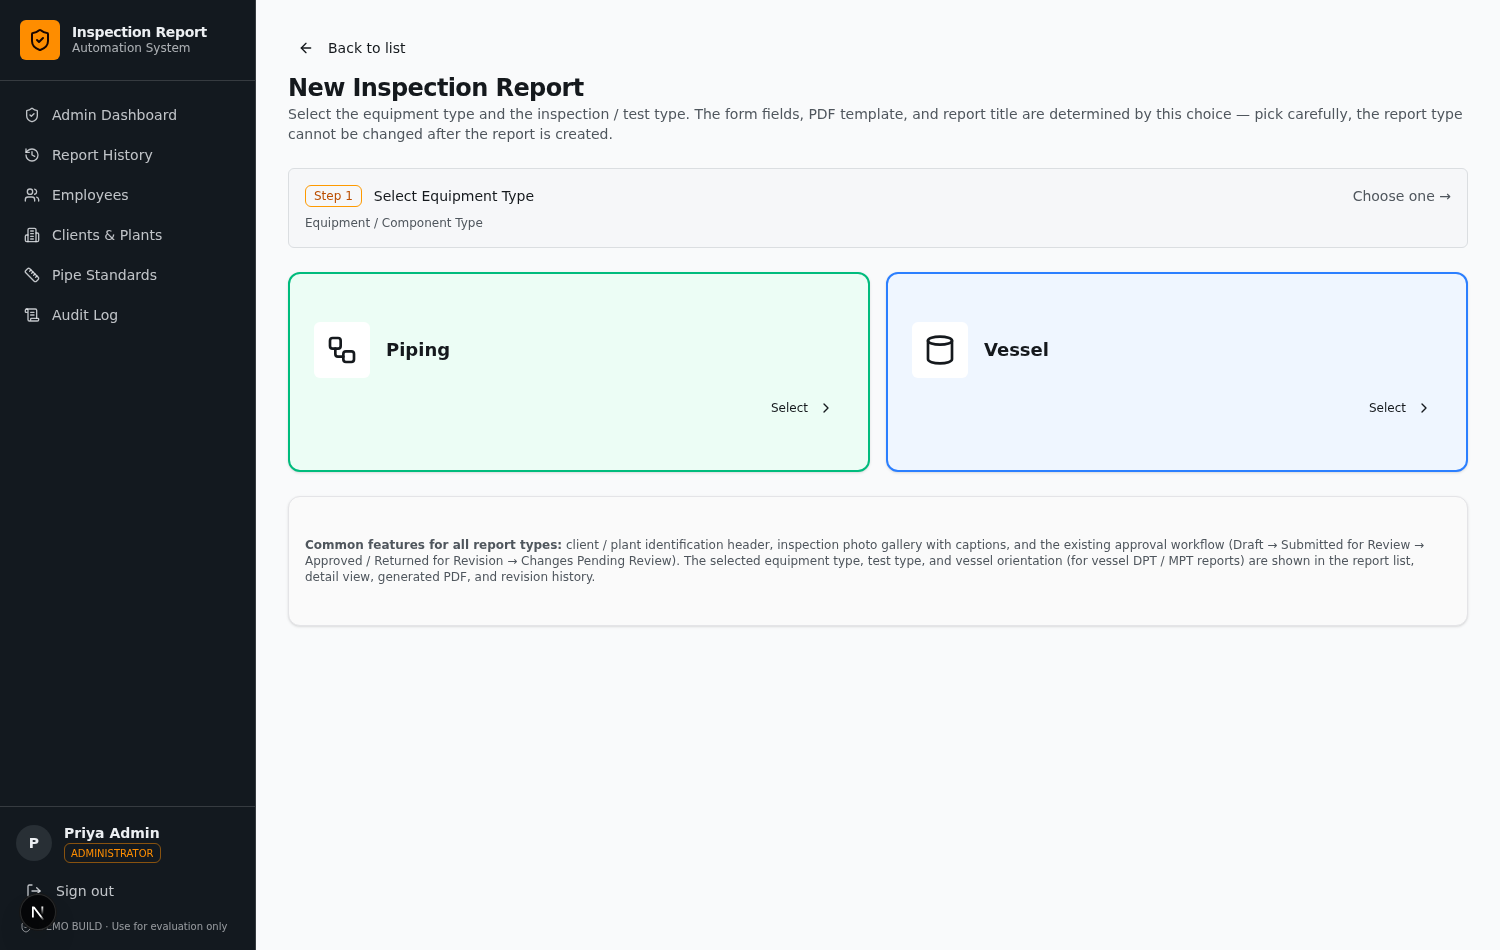 Inspection Report
Automation System
Admin Dashboard
Report History
Employees
Clients & Plants
Pipe Standards
Audit Log
P
Priya Admin
ADMINISTRATOR
Sign out
N
MO BUILD · Use for evaluation only
← Back to list
New Inspection Report
Select the equipment type and the inspection / test type. The form fields, PDF template, and report title are determined by this choice — pick carefully, the report type
cannot be changed after the report is created.
Step 1 Select Equipment Type Choose one →
Equipment / Component Type
Piping
Select
Vessel
Select
Common features for all report types: client / plant identification header, inspection photo gallery with captions, and the existing approval workflow (Draft → Submitted for Review →
Approved / Returned for Revision → Changes Pending Review). The selected equipment type, test type, and vessel orientation (for vessel DPT / MPT reports) are shown in the report list,
detail view, generated PDF, and revision history.